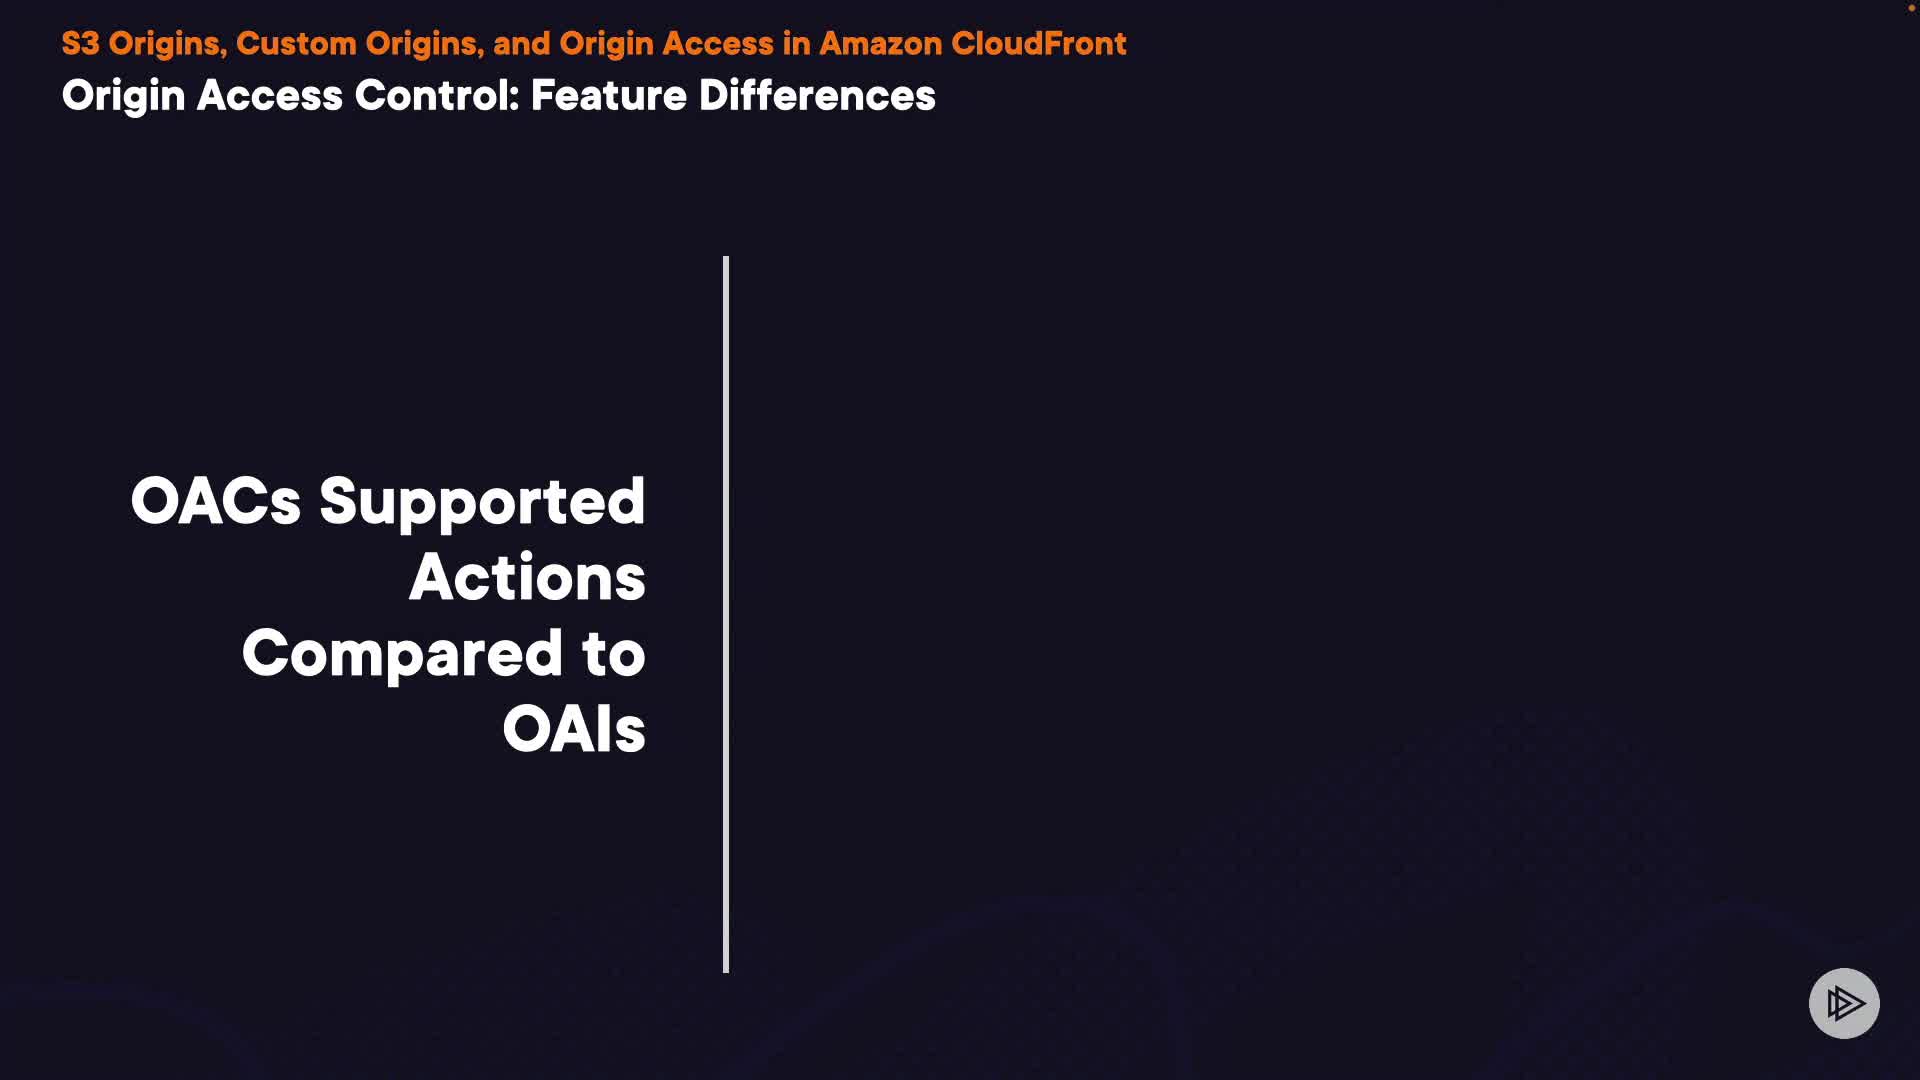 S3 Origins, Custom Origins, and Origin Access in Amazon CloudFront
Origin Access Control: Feature Differences
OACs Supported
Actions
Compared to
OAIs